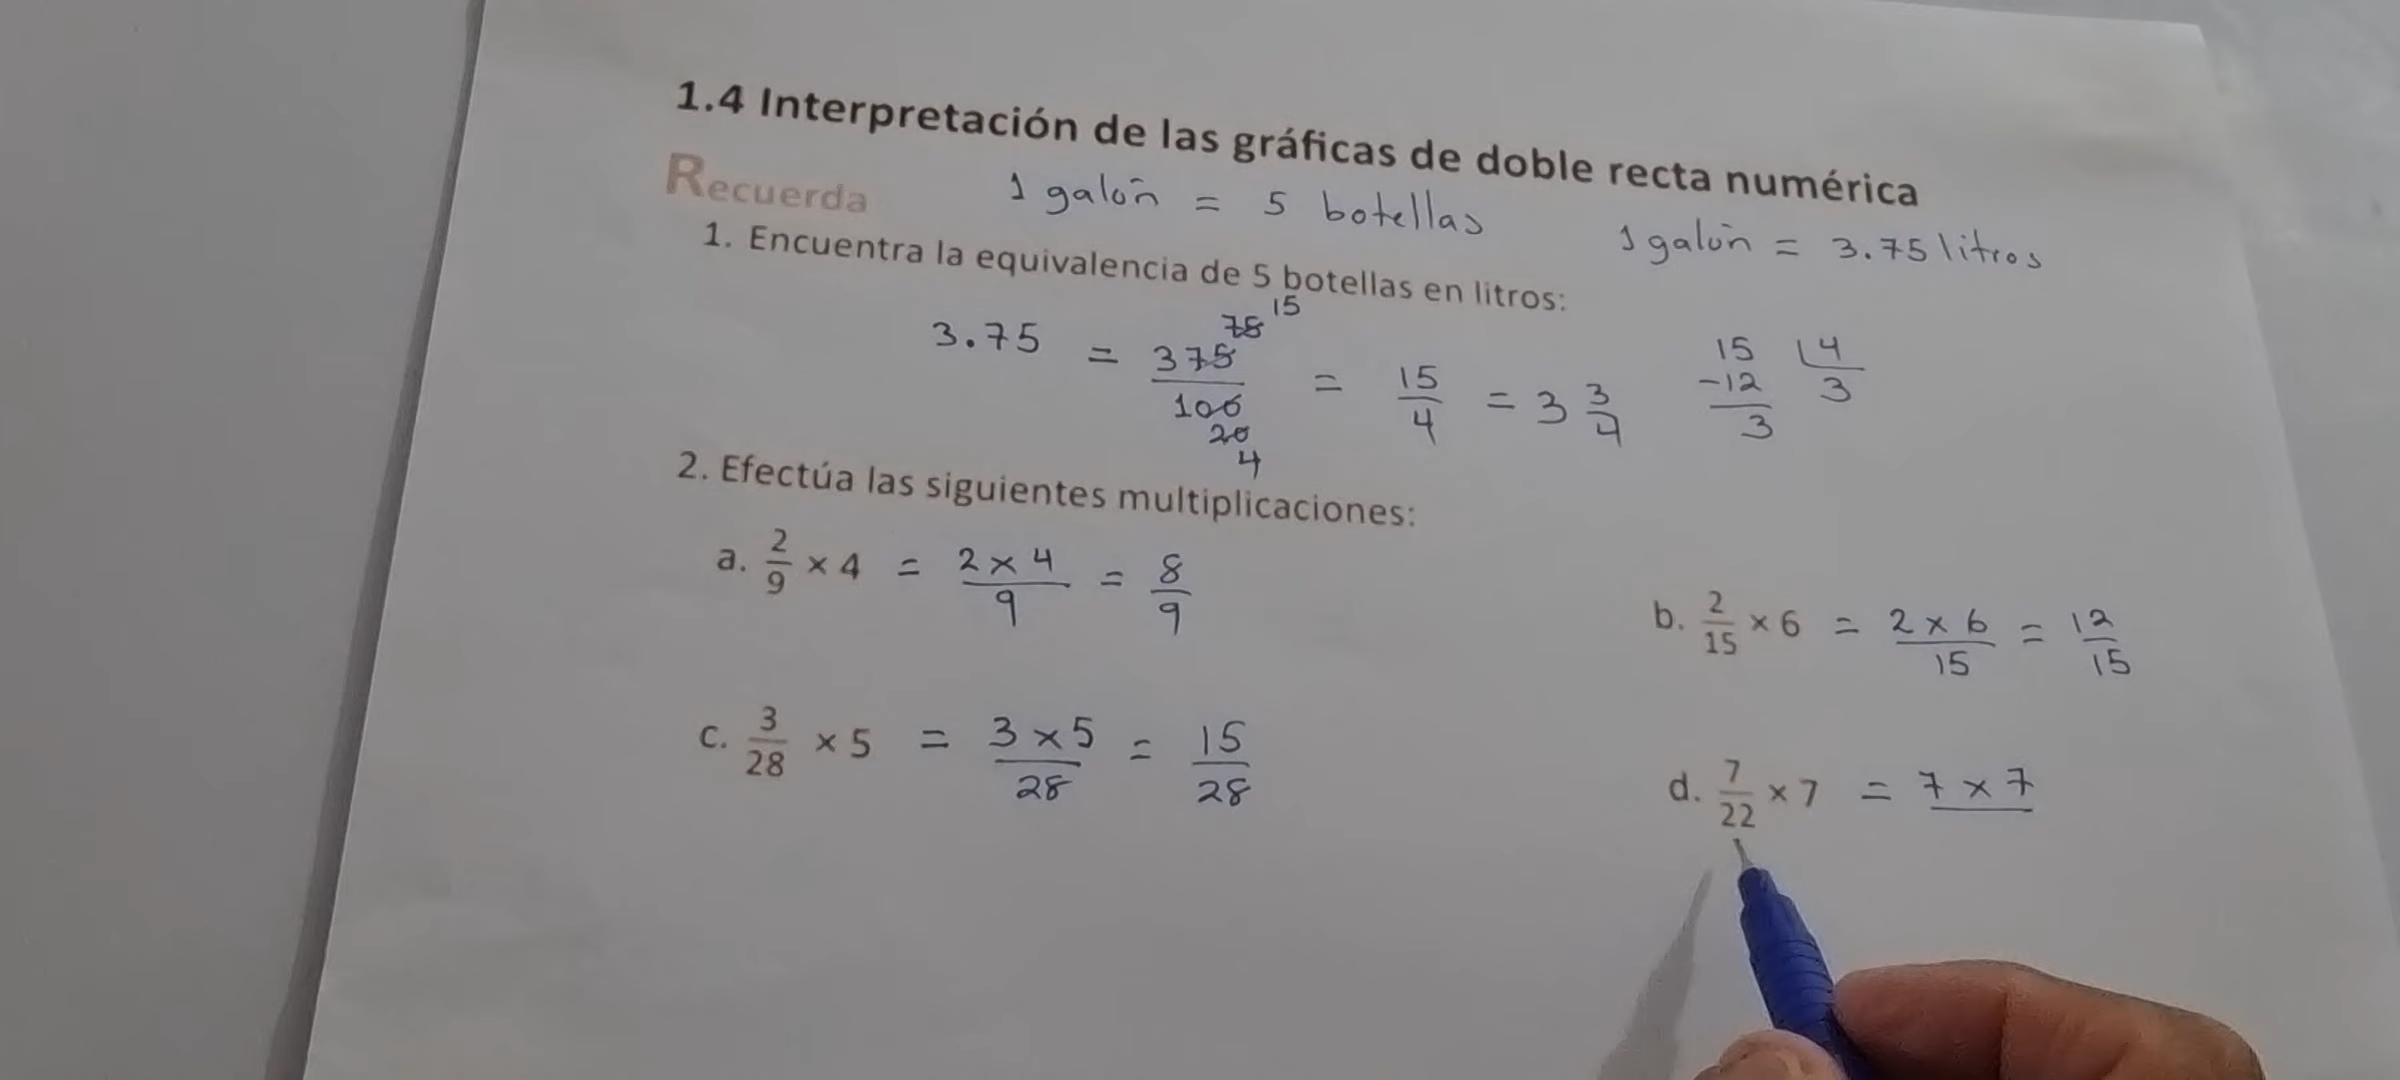 1.4 Interpretación de las gráficas de doble recta numérica
Recuerda
1 galón = 5 botellas
1 galón = 3.75 litros
1. Encuentra la equivalencia de 5 botellas en litros:
3.75 = 375/100 75 15 20 4 = 15/4 = 3 3/4
15 4
-12 3
3
2. Efectúa las siguientes multiplicaciones:
a. 2/9 × 4 = 2 × 4/9 = 8/9
b. 2/15 × 6 = 2 × 6/15 = 12/15
c. 3/28 × 5 = 3 × 5/28 = 15/28
d. 7/22 × 7 = 7 × 7